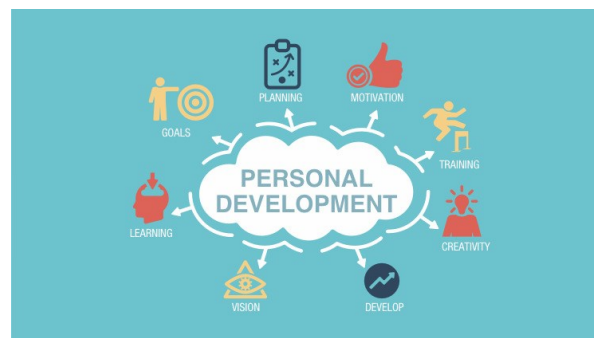 PLANNING
MOTIVATION
GOALS
TRAINING
PERSONAL
DEVELOPMENT
LEARNING
CREATIVITY
VISION
DEVELOP